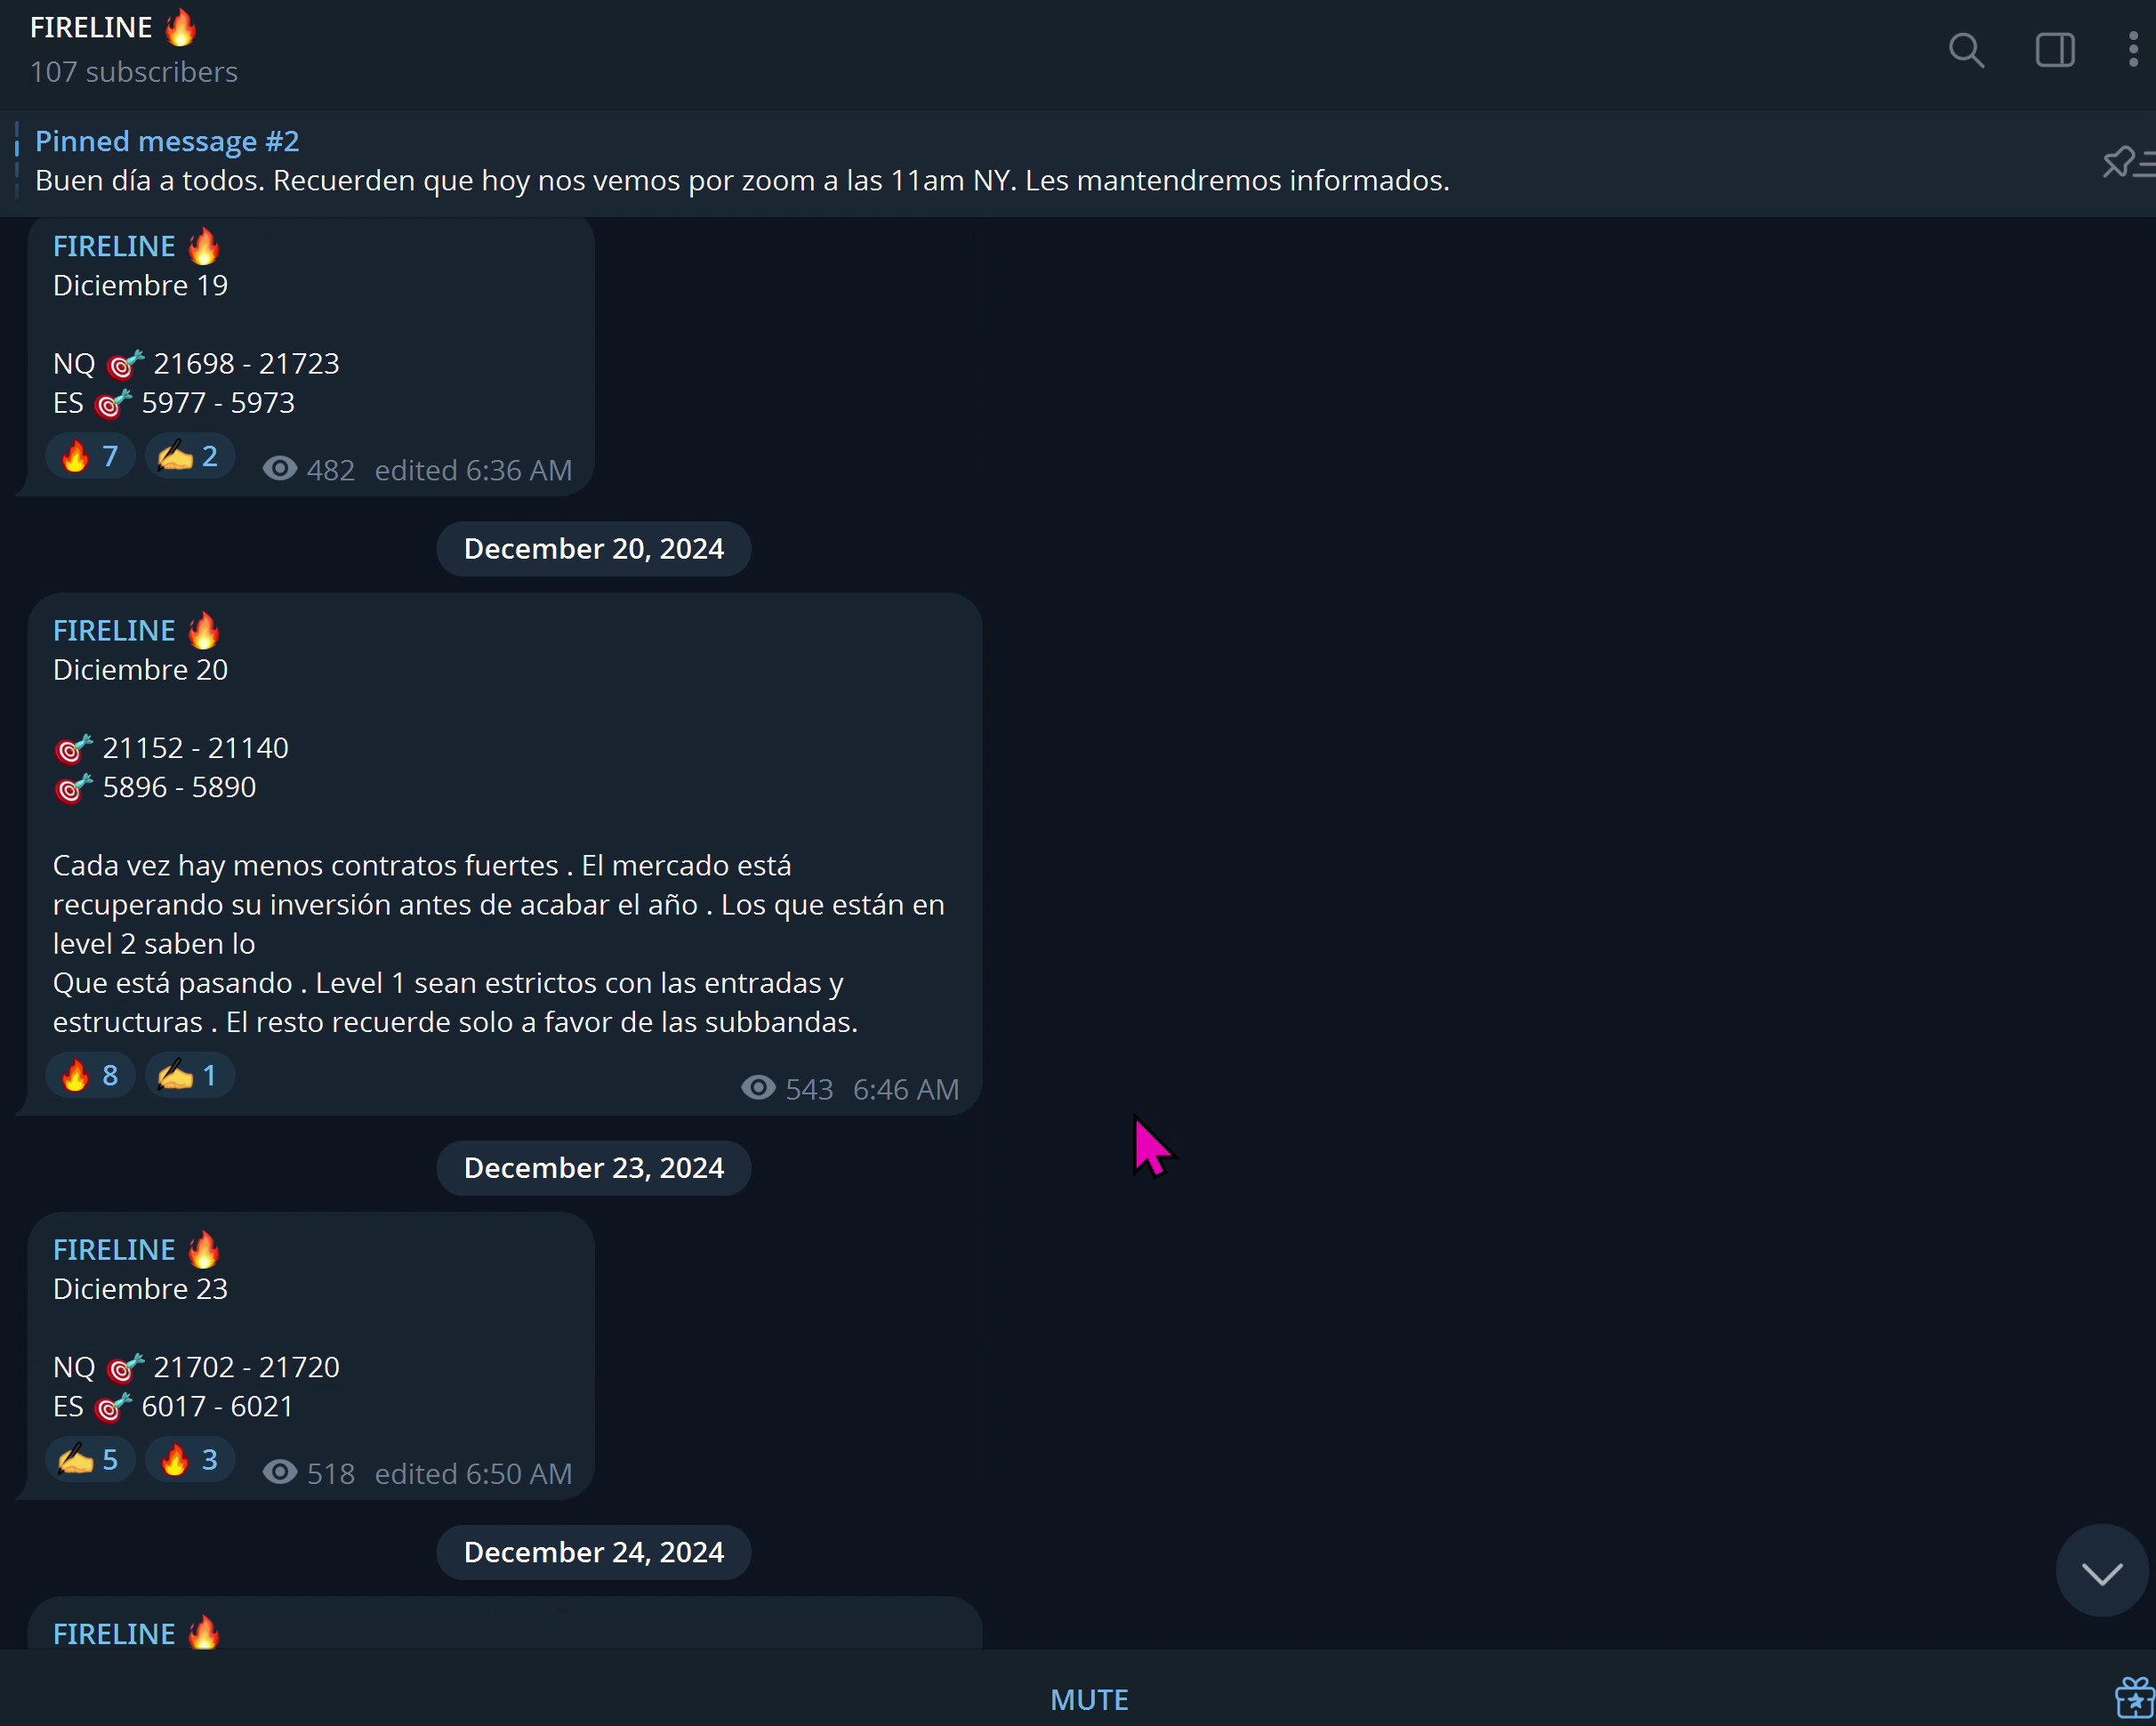 FIRELINE 🔥
107 subscribers
Pinned message #2
Buen día a todos. Recuerden que hoy nos vemos por zoom a las 11am NY. Les mantendremos informados.
FIRELINE 🔥
Diciembre 19
NQ 🎯 21698 - 21723
ES 🎯 5977 - 5973
🔥 7 ✍️ 2 482 edited 6:36 AM
December 20, 2024
FIRELINE 🔥
Diciembre 20
🎯 21152 - 21140
🎯 5896 - 5890
Cada vez hay menos contratos fuertes . El mercado está
recuperando su inversión antes de acabar el año . Los que están en
level 2 saben lo
Que está pasando . Level 1 sean estrictos con las entradas y
estructuras . El resto recuerde solo a favor de las subbandas.
🔥 8 ✍️ 1 543 6:46 AM
December 23, 2024
FIRELINE 🔥
Diciembre 23
NQ 🎯 21702 - 21720
ES 🎯 6017 - 6021
✍️ 5 🔥 3 518 edited 6:50 AM
December 24, 2024
FIRELINE 🔥
MUTE